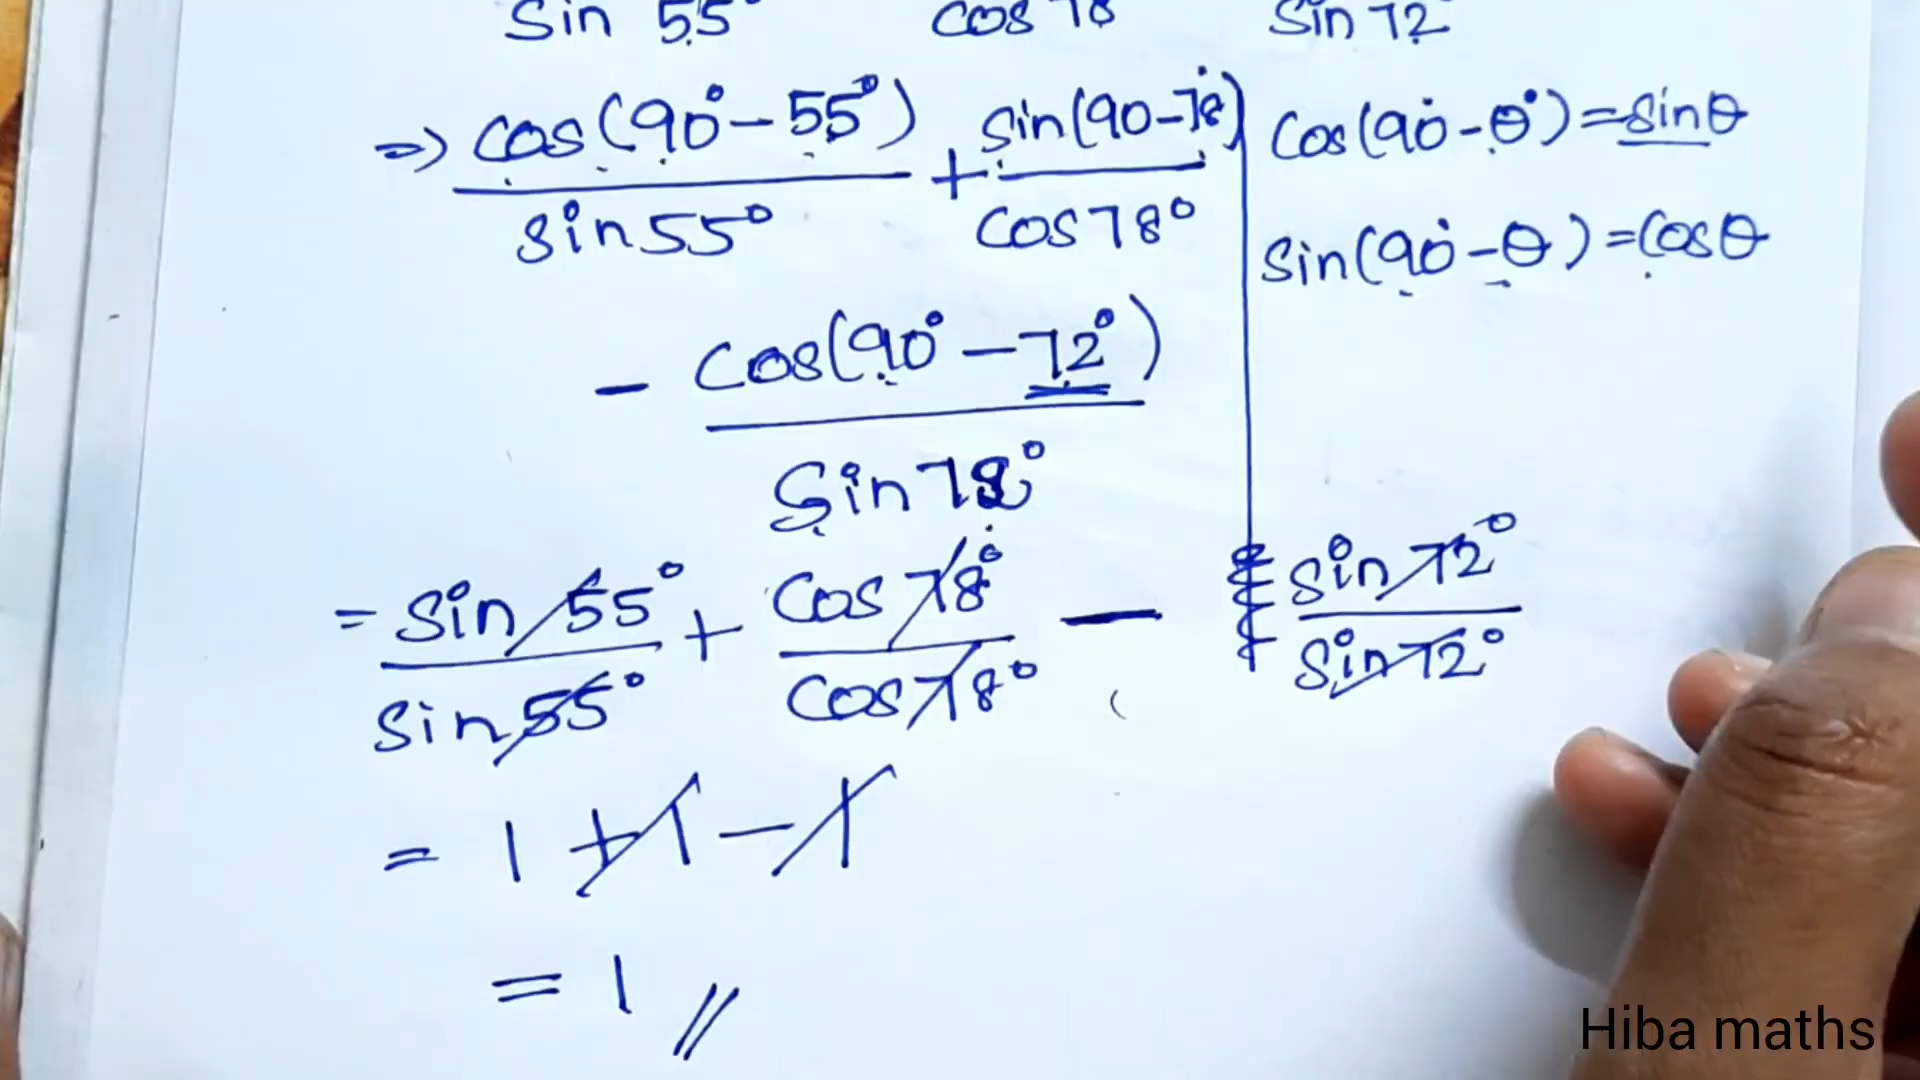 Sin 55° Cos 78 Sin 72°
=> cos(90° - 55°) + sin(90 - 78°) cos(90° - θ°) = sinθ
sin 55° cos 78° sin(90° - θ) = cosθ
- cos(90° - 72°)
Sin 72°
= sin 55° + cos 78° - sin 72°
sin 55° cos 78° sin 72°
= 1 + 1 - 1
= 1 //
Hiba maths